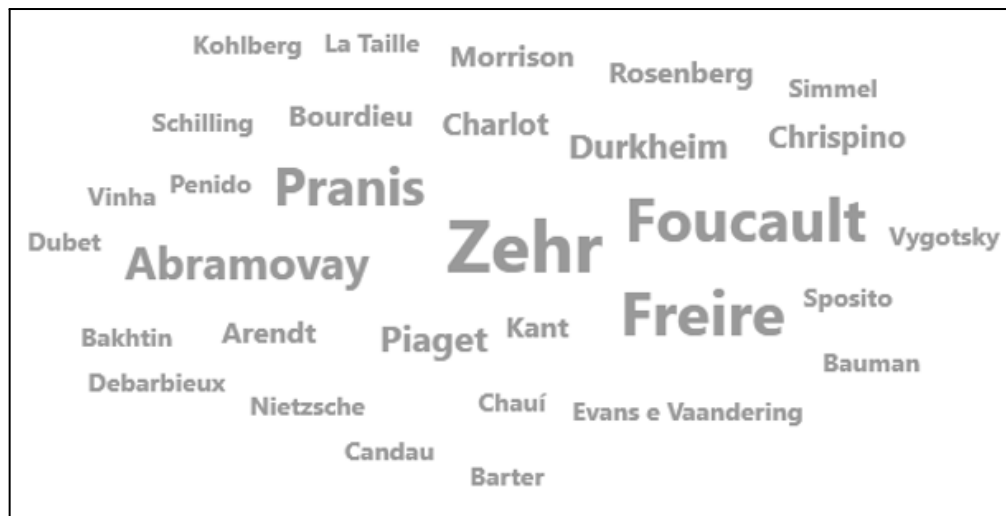 Kohlberg
La Taille
Morrison
Rosenberg
Simmel
Schilling
Bourdieu
Charlot
Durkheim
Chrispino
Vinha
Penido
Pranis
Zehr
Foucault
Vygotsky
Dubet
Abramovay
Freire
Sposito
Bakhtin
Arendt
Piaget
Kant
Bauman
Debarbieux
Nietzsche
Chauí
Evans e Vaandering
Candau
Barter